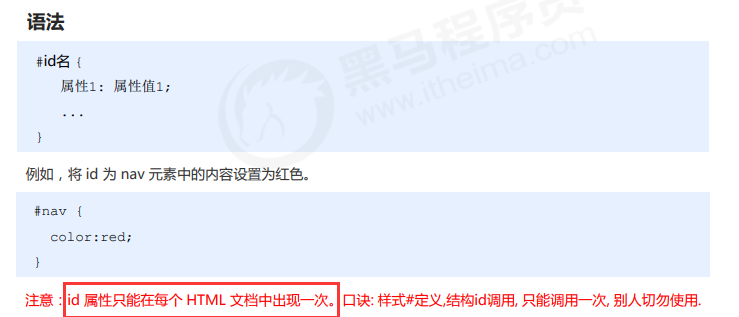 语法
#id名 {
属性1: 属性值1;
...
}
黑马程序员
www.itheima.com
例如，将 id 为 nav 元素中的内容设置为红色。
#nav {
color:red;
}
注意：id 属性只能在每个 HTML 文档中出现一次。口诀: 样式#定义,结构id调用, 只能调用一次, 别人切勿使用.